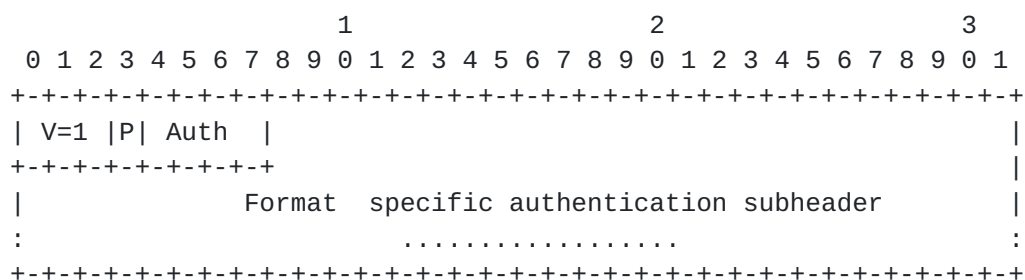 1                   2                   3
 0 1 2 3 4 5 6 7 8 9 0 1 2 3 4 5 6 7 8 9 0 1 2 3 4 5 6 7 8 9 0 1
+-+-+-+-+-+-+-+-+-+-+-+-+-+-+-+-+-+-+-+-+-+-+-+-+-+-+-+-+-+-+-+-+
| V=1 |P| Auth  |                                               |
+-+-+-+-+-+-+-+-+                                               |
|               Format  specific authentication subheader        |
:                         ..................                     :
+-+-+-+-+-+-+-+-+-+-+-+-+-+-+-+-+-+-+-+-+-+-+-+-+-+-+-+-+-+-+-+-+